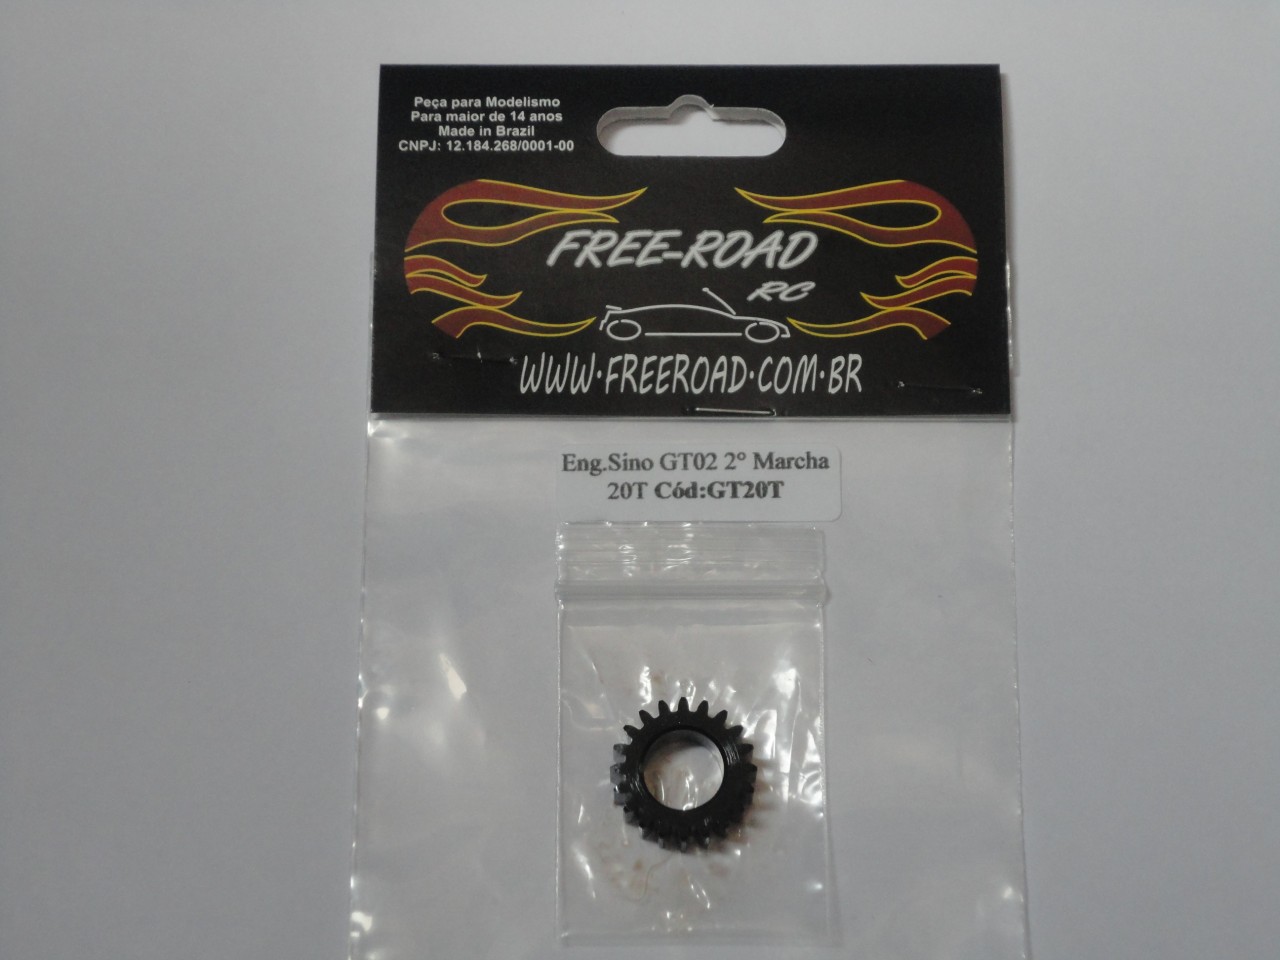 Peça para Modelismo
Para maior de 14 anos
Made in Brazil
CNPJ: 12.184.268/0001-00
FREE-ROAD
RC
WWW.FREEROAD.COM.BR
Eng.Sino GT02 2° Marcha
20T Cód:GT20T